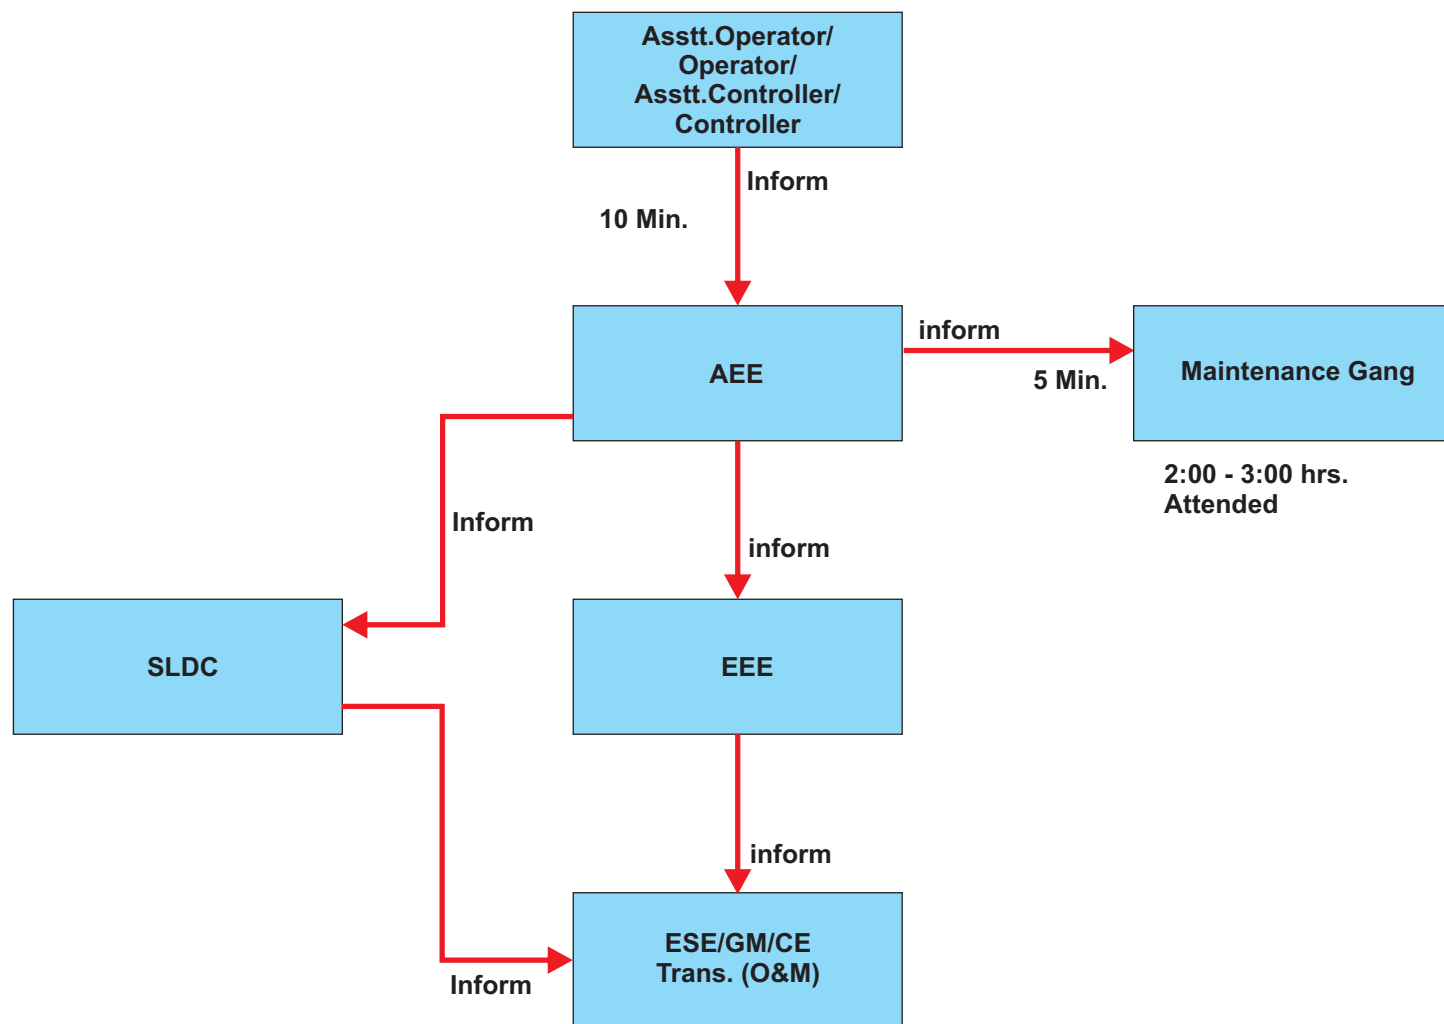 Asstt.Operator/
Operator/
Asstt.Controller/
Controller
Inform
10 Min.
AEE
inform
5 Min.
Maintenance Gang
2:00 - 3:00 hrs.
Attended
Inform
inform
SLDC
EEE
inform
ESE/GM/CE
Trans. (O&M)
Inform